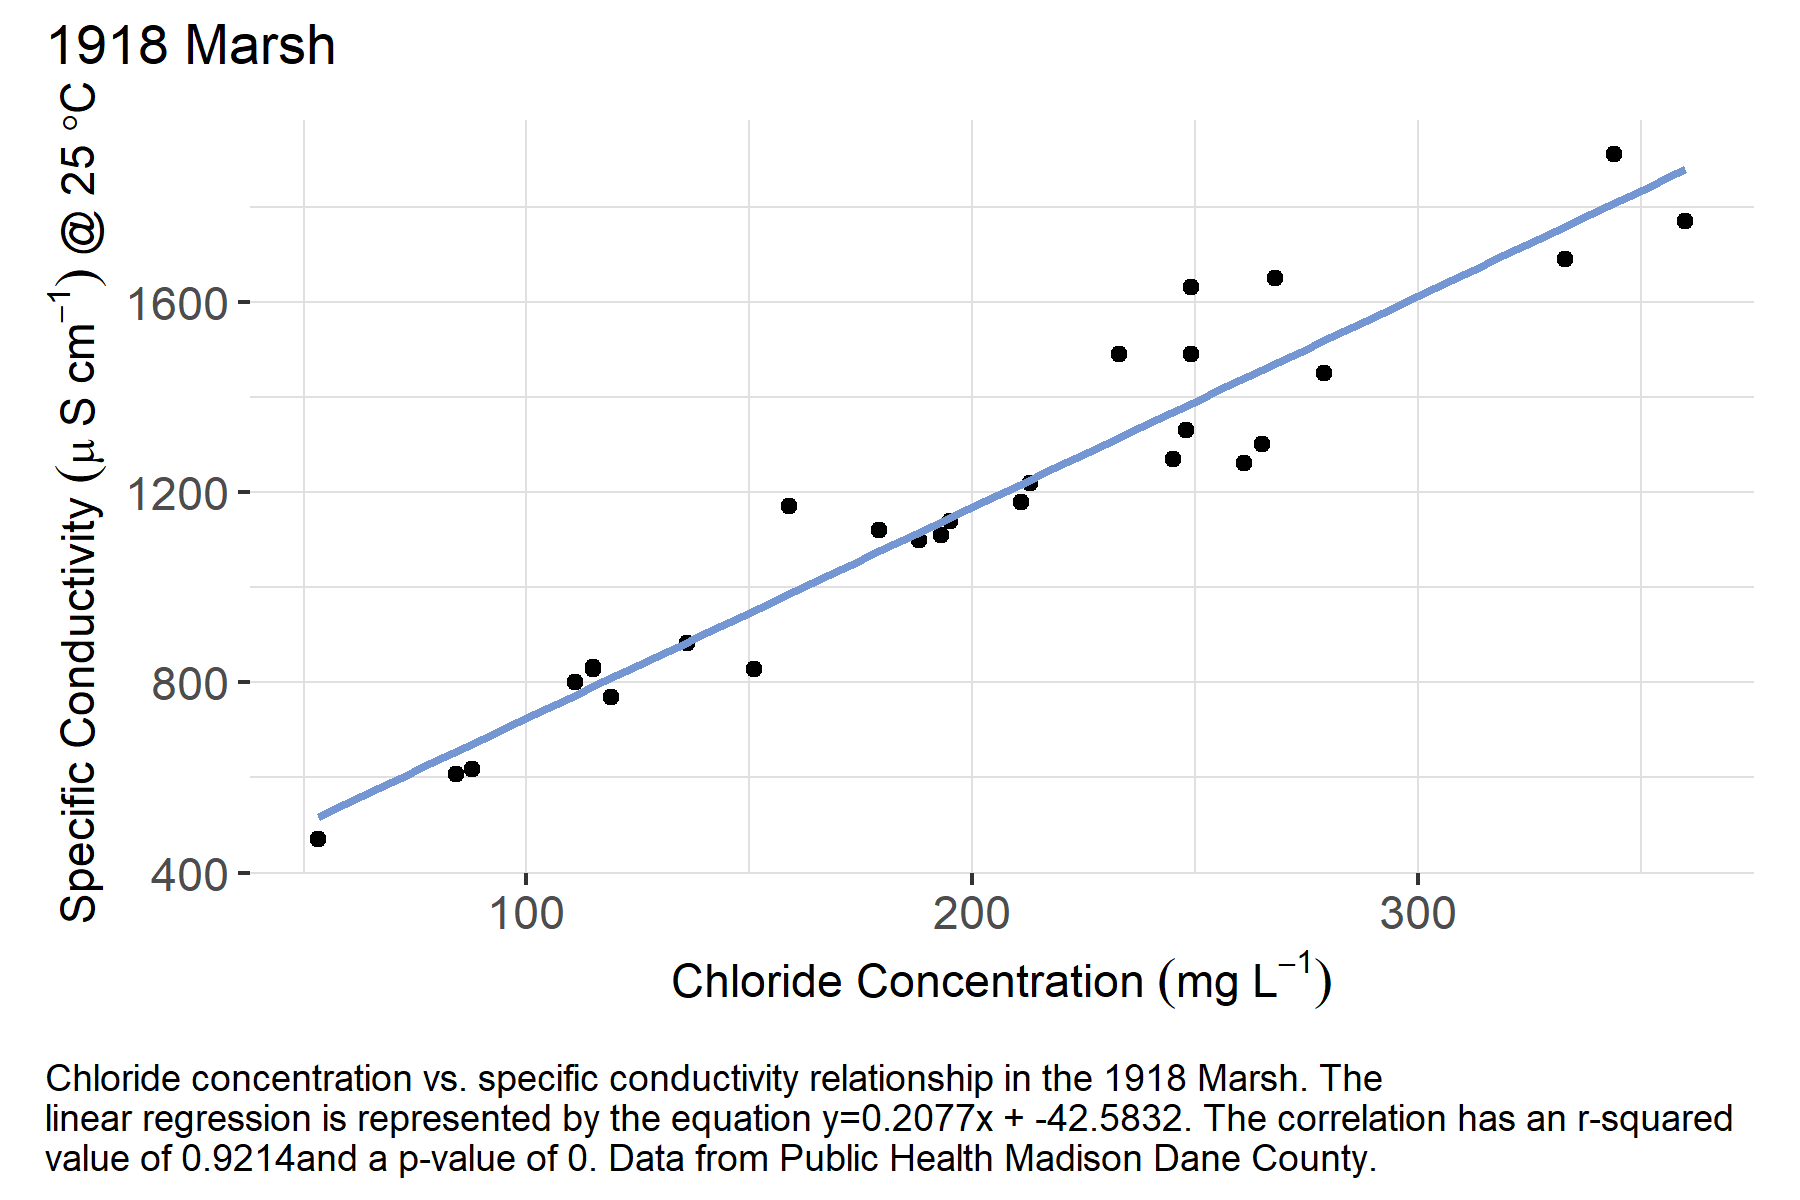 1918 Marsh
Specific Conductivity (μ S cm⁻¹) @ 25 °C
1600
1200
800
400
100 200 300
Chloride Concentration (mg L⁻¹)
Chloride concentration vs. specific conductivity relationship in the 1918 Marsh. The
linear regression is represented by the equation y=0.2077x + -42.5832. The correlation has an r-squared
value of 0.9214and a p-value of 0. Data from Public Health Madison Dane County.